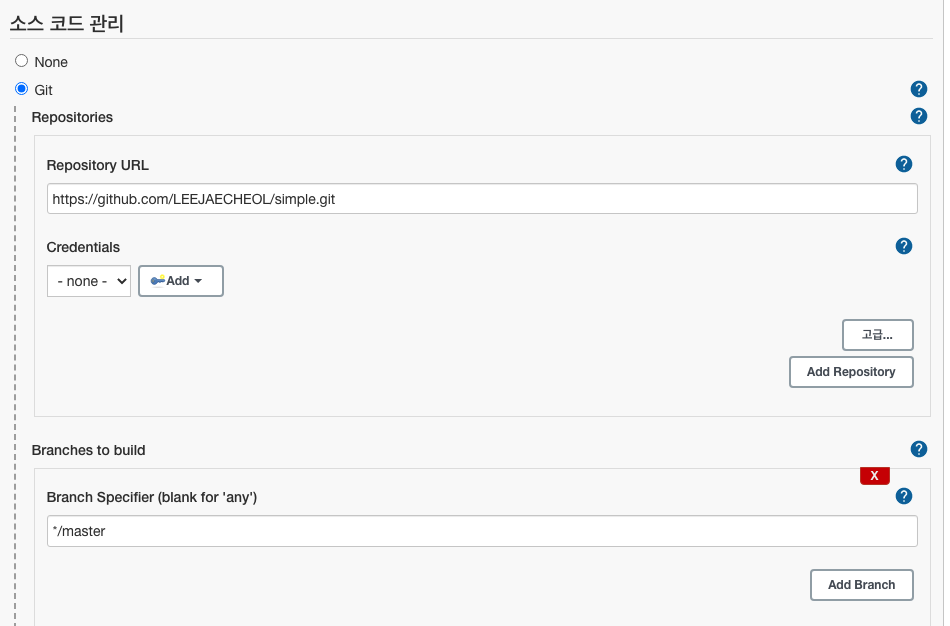 소스 코드 관리
None
Git
?
Repositories
?
Repository URL
?
https://github.com/LEEJAECHEOL/simple.git
Credentials
?
- none -
Add
고급...
Add Repository
Branches to build
?
X
Branch Specifier (blank for 'any')
?
*/master
Add Branch